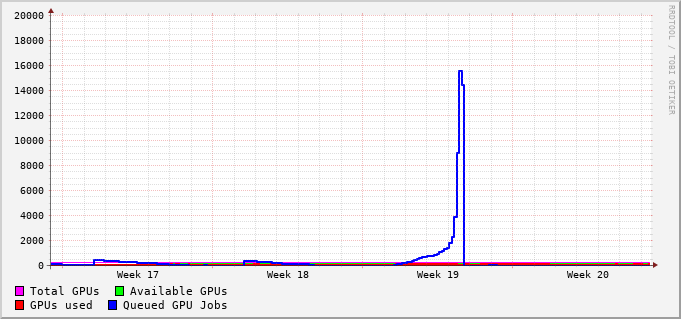 20000
18000
16000
14000
12000
10000
8000
6000
4000
2000
0
Week 17 Week 18 Week 19 Week 20
Total GPUs Available GPUs
GPUs used Queued GPU Jobs
RRDTOOL / TOBI OETIKER